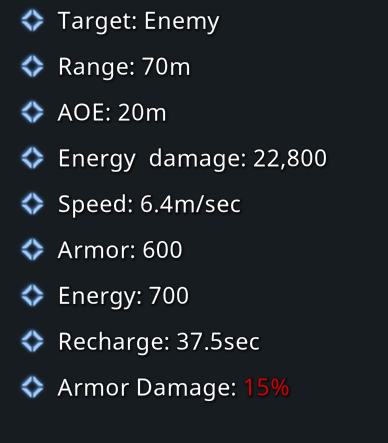 Target: Enemy
Range: 70m
AOE: 20m
Energy  damage: 22,800
Speed: 6.4m/sec
Armor: 600
Energy: 700
Recharge: 37.5sec
Armor Damage: 15%